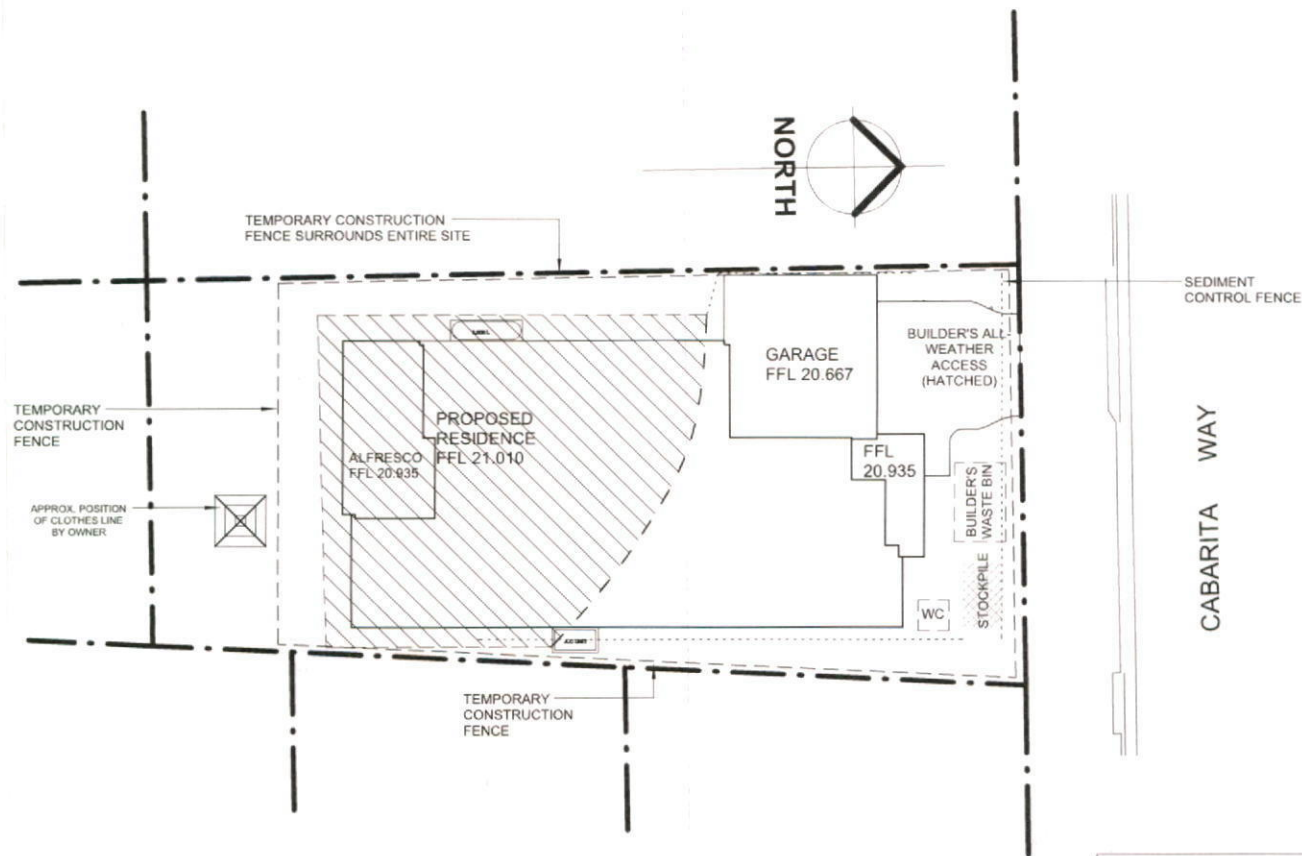 NORTH
TEMPORARY CONSTRUCTION
FENCE SURROUNDS ENTIRE SITE
SEDIMENT
CONTROL FENCE
BUILDER'S ALL
WEATHER
ACCESS
(HATCHED)
GARAGE
FFL 20.667
TEMPORARY
CONSTRUCTION
FENCE
PROPOSED
RESIDENCE
FFL 21.010
ALFRESCO
FFL 20.935
FFL
20.935
APPROX. POSITION
OF CLOTHES LINE
BY OWNER
BUILDER'S
WASTE BIN
STOCKPILE
WC
CABARITA WAY
TEMPORARY
CONSTRUCTION
FENCE